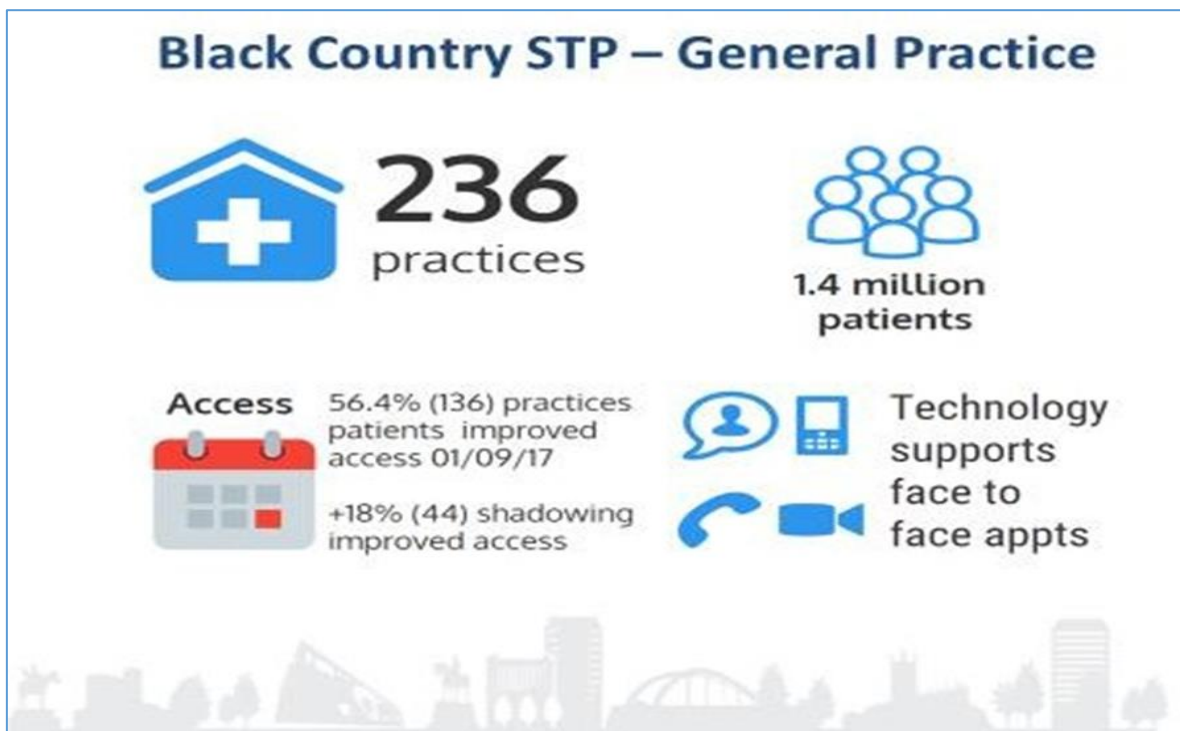 Black Country STP – General Practice
236
practices
1.4 million
patients
Access
56.4% (136) practices
patients improved
access 01/09/17
+18% (44) shadowing
improved access
Technology
supports
face to
face appts